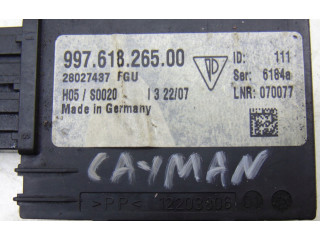 997.618.265.00 ID: 111
28027437 FGU Ser: 6184a
H05 / S0020 I 3 22/07 LNR: 070077
Made in Germany
CAYMAN
>PP<